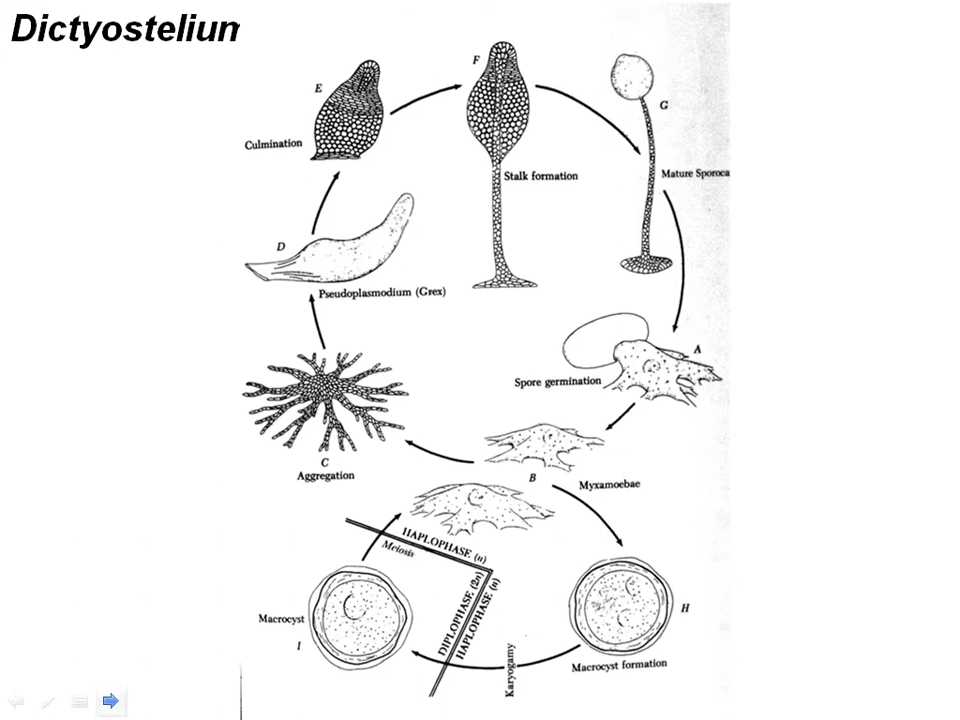 Dictyostelium
F
E
G
Culmination
Stalk formation
Mature Sporoca
D
Pseudoplasmodium (Grex)
A
Spore germination
C
Aggregation
B
Myxamoebae
HAPLOPHASE (n)
Meiosis
DIPLOPHASE (2n)
HAPLOPHASE (n)
Macrocyst
I
H
Macrocyst formation
Karyogamy